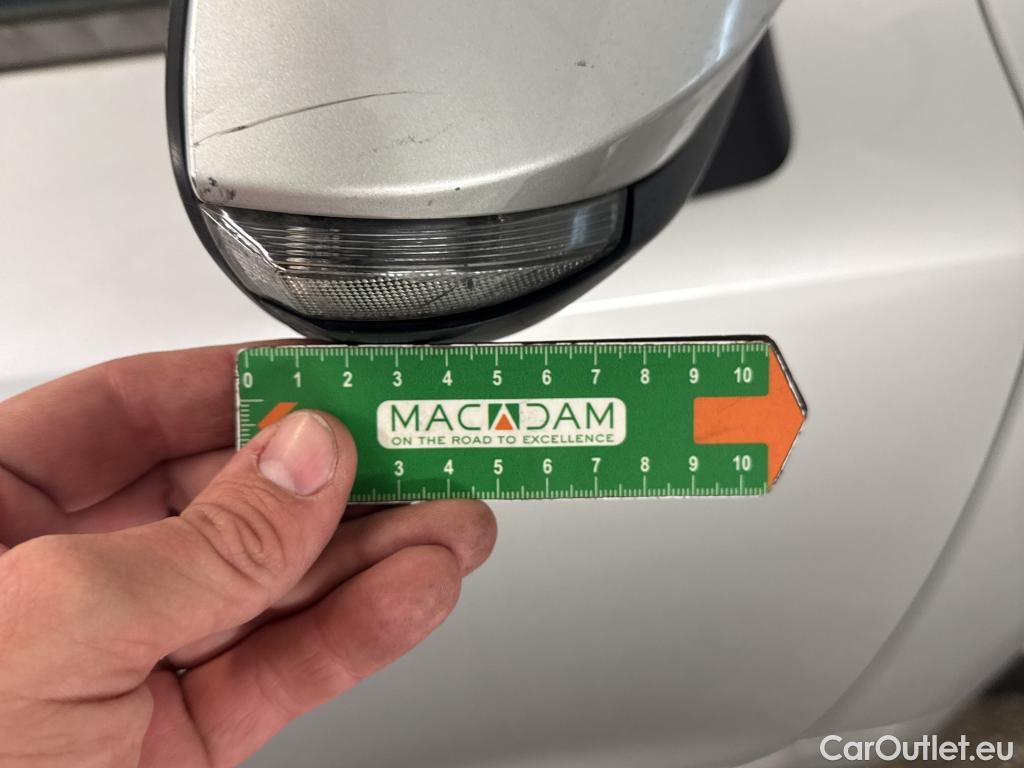 0 1 2 3 4 5 6 7 8 9 10
MACADAM
ON THE ROAD TO EXCELLENCE
3 4 5 6 7 8 9 10
CarOutlet.eu